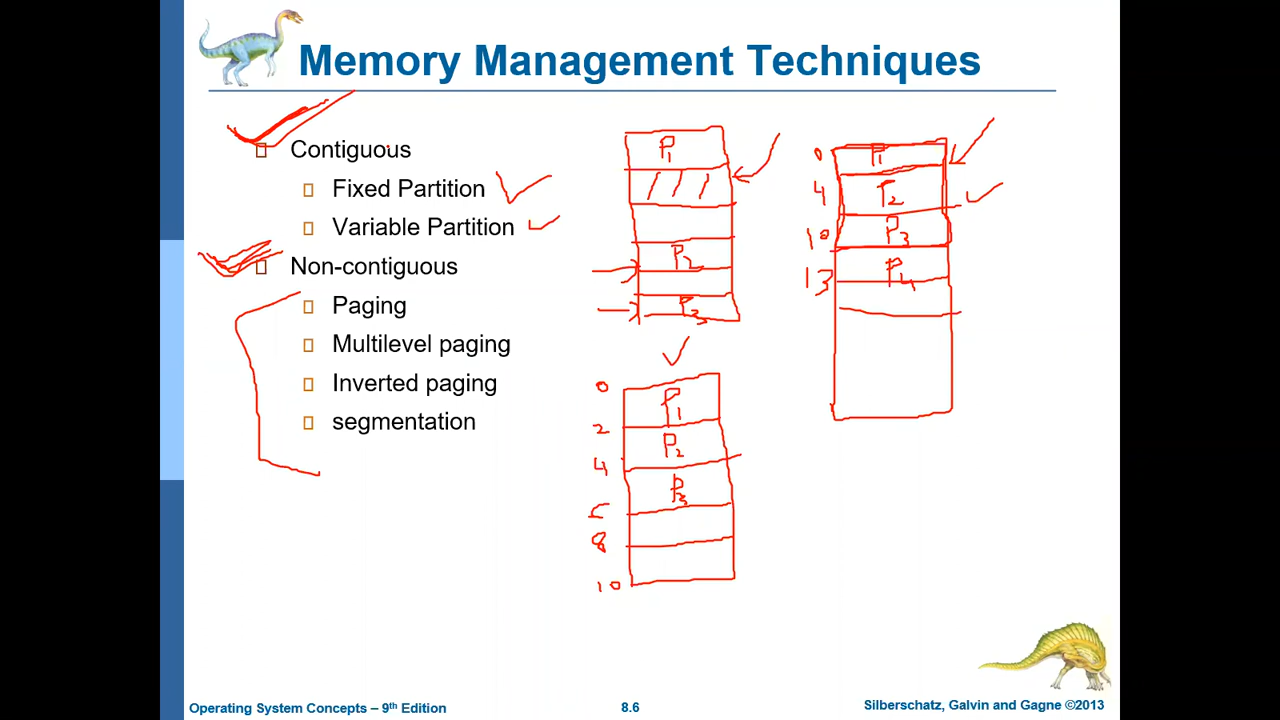 Memory Management Techniques
Contiguous
Fixed Partition
Variable Partition
Non-contiguous
Paging
Multilevel paging
Inverted paging
segmentation
P1
P2
P3
0
2
4
8
10
P1
P2
P3
0
4
10
13
P1
P2
P3
P4
Operating System Concepts – 9th Edition
8.6
Silberschatz, Galvin and Gagne ©2013